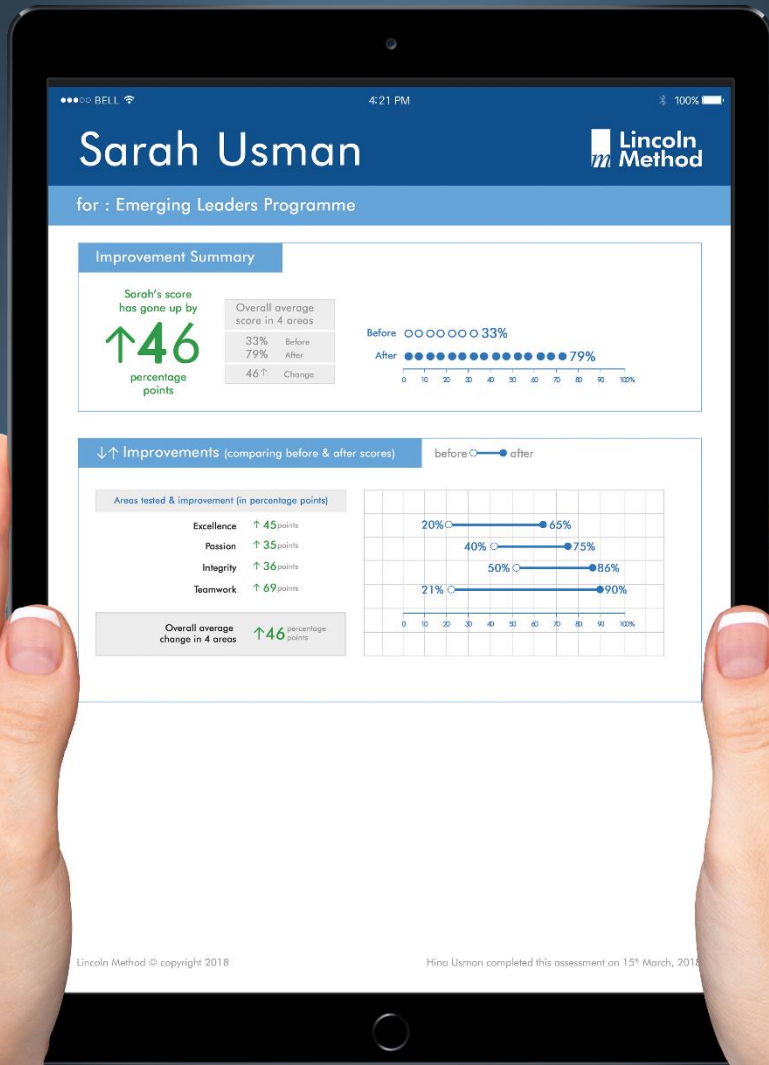 BELL
4:21 PM
100%
Sarah Usman
Lincoln
m Method
for : Emerging Leaders Programme
Improvement Summary
Sarah's score
has gone up by
↑46
percentage
points
Overall average
score in 4 areas
33% Before
79% After
46↑ Change
Before 33%
After 79%
0 10 20 30 40 50 60 70 80 90 100%
↓↑ Improvements (comparing before & after scores)
before after
Areas tested & improvement (in percentage points)
Excellence ↑ 45 points
Passion ↑ 35 points
Integrity ↑ 36 points
Teamwork ↑ 69 points
Overall average
change in 4 areas
↑46 percentage
points
20% 65%
40% 75%
50% 86%
21% 90%
0 10 20 30 40 50 60 70 80 90 100%
Lincoln Method © copyright 2018
Hina Usman completed this assessment on 15th March, 2018